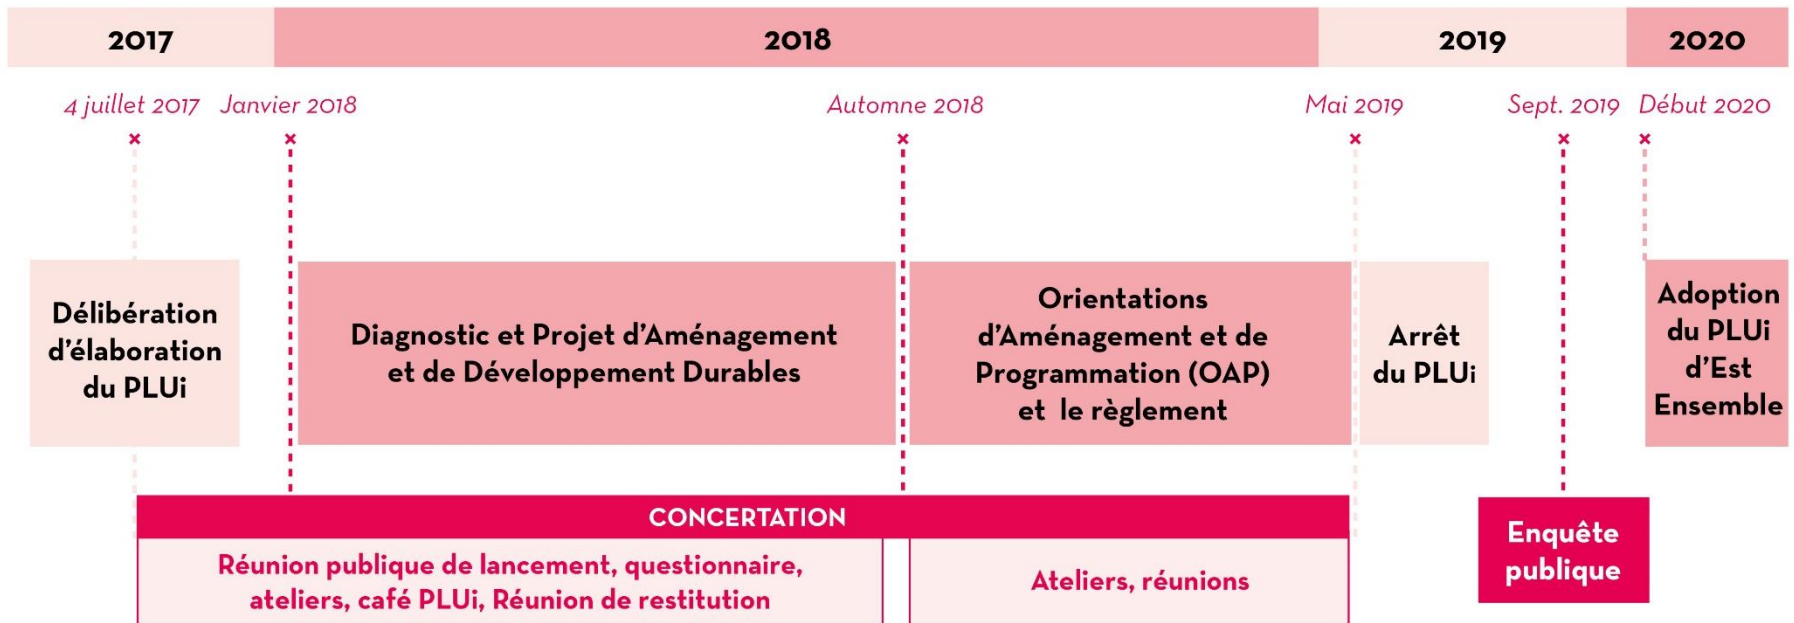 2017 2018 2019 2020
4 juillet 2017 Janvier 2018 Automne 2018 Mai 2019 Sept. 2019 Début 2020
Délibération
d'élaboration
du PLUi
Diagnostic et Projet d'Aménagement
et de Développement Durables
Orientations
d'Aménagement et de
Programmation (OAP)
et le règlement
Arrêt
du PLUi
Adoption
du PLUi
d'Est
Ensemble
CONCERTATION
Réunion publique de lancement, questionnaire,
ateliers, café PLUi, Réunion de restitution
Ateliers, réunions
Enquête
publique